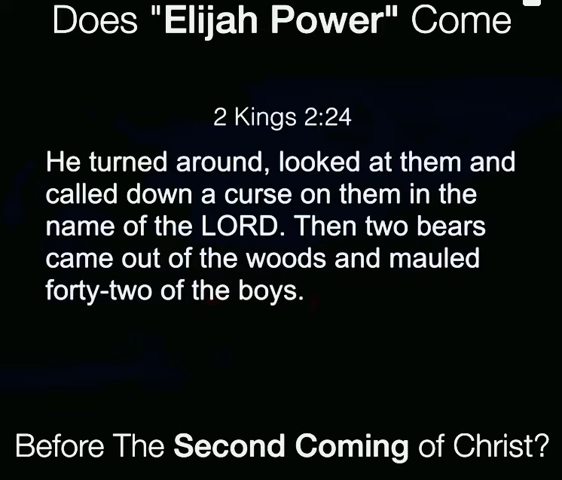 Does "Elijah Power" Come
2 Kings 2:24
He turned around, looked at them and
called down a curse on them in the
name of the LORD. Then two bears
came out of the woods and mauled
forty-two of the boys.
Before The Second Coming of Christ?